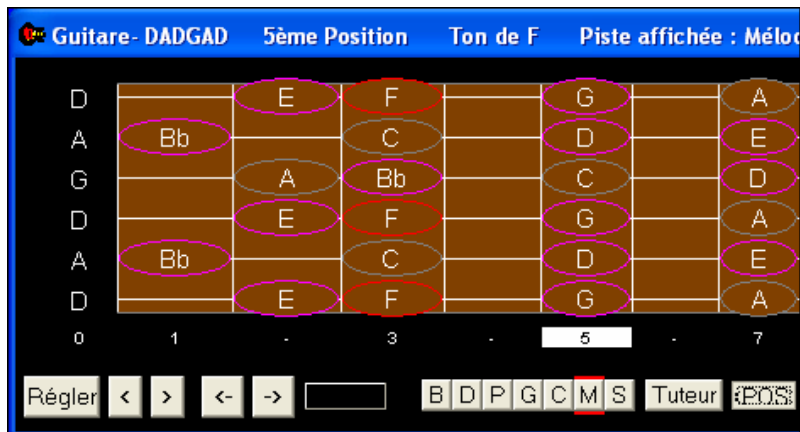 Guitare- DADGAD 5ème Position Ton de F Piste affichée : Méloc
D E F G A
A Bb C D E
G A Bb C D
D E F G A
A Bb C D E
D E F G A
0 1 - 3 - 5 - 7
Régler < > <- -> B D P G C M S Tuteur POS